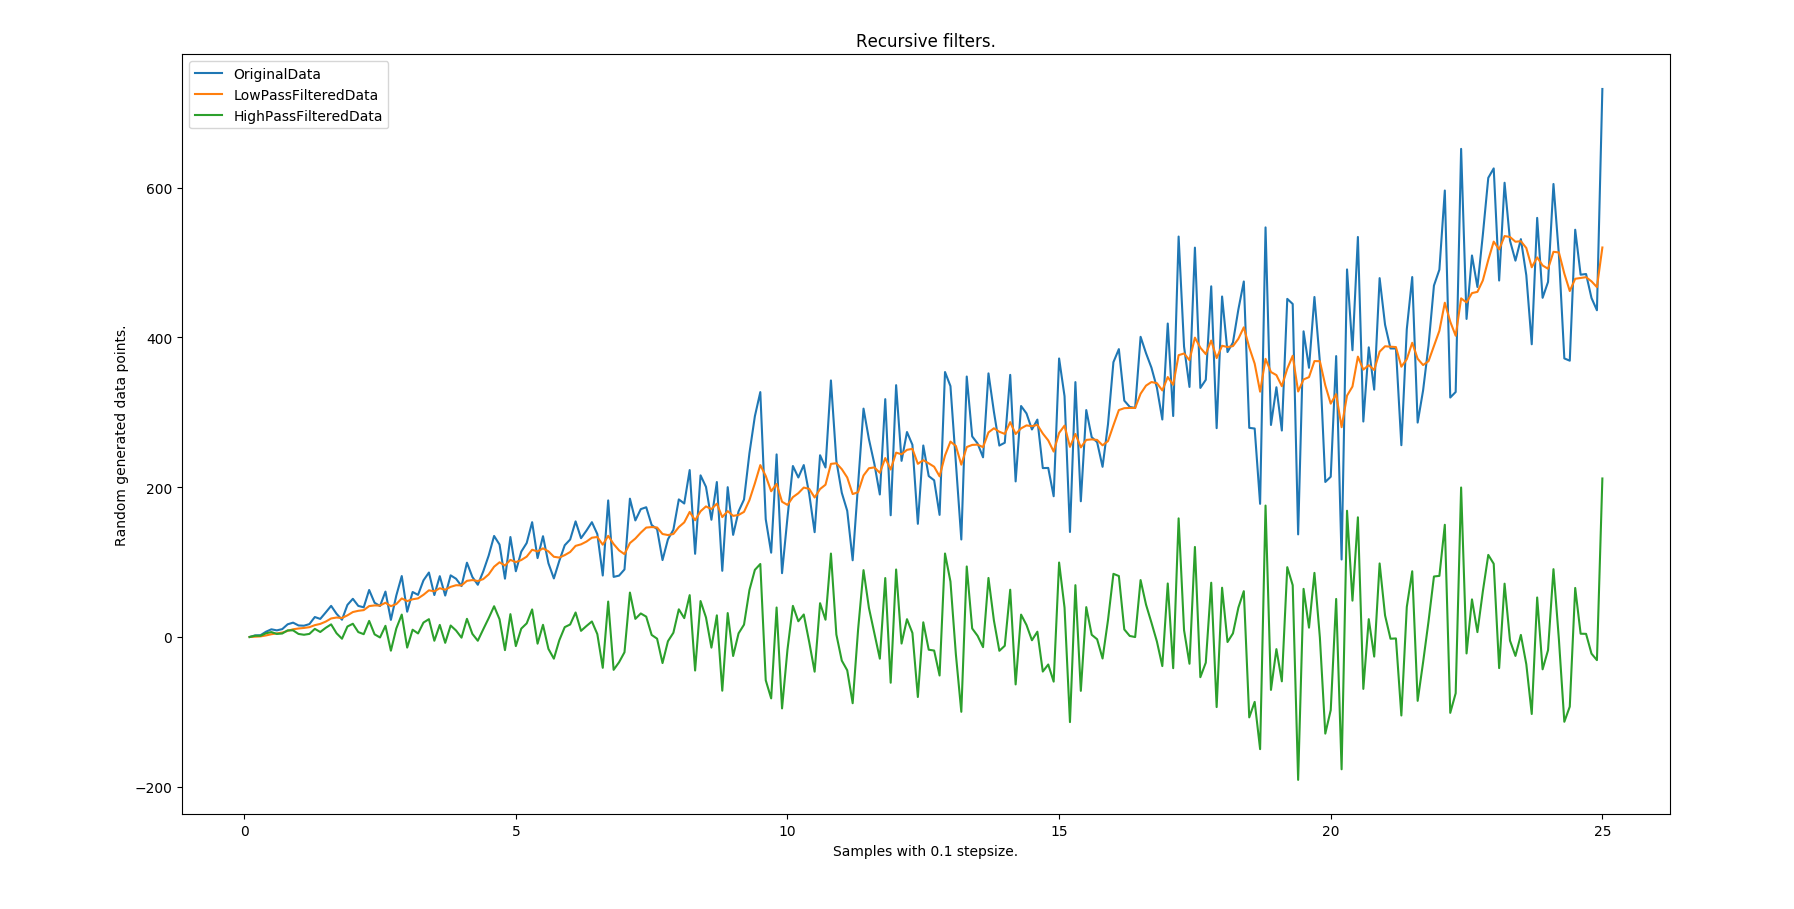 Recursive filters.
OriginalData
LowPassFilteredData
HighPassFilteredData
Random generated data points.
600
400
200
0
−200
0 5 10 15 20 25
Samples with 0.1 stepsize.